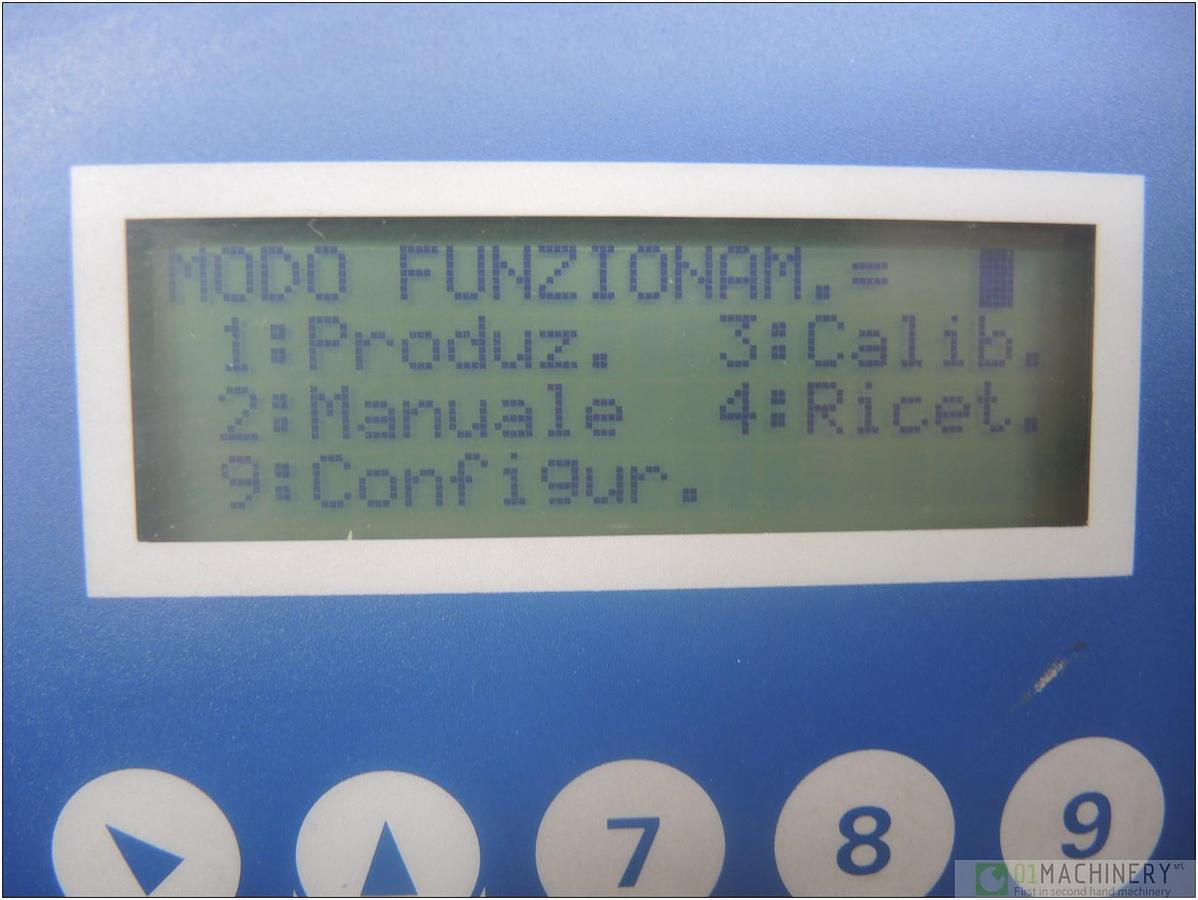 MODO FUNZIONAM.=
1:Produz. 3:Calib.
2:Manuale 4:Ricet.
9:Configur.
7 8 9
01MACHINERY srl
First in second hand machinery